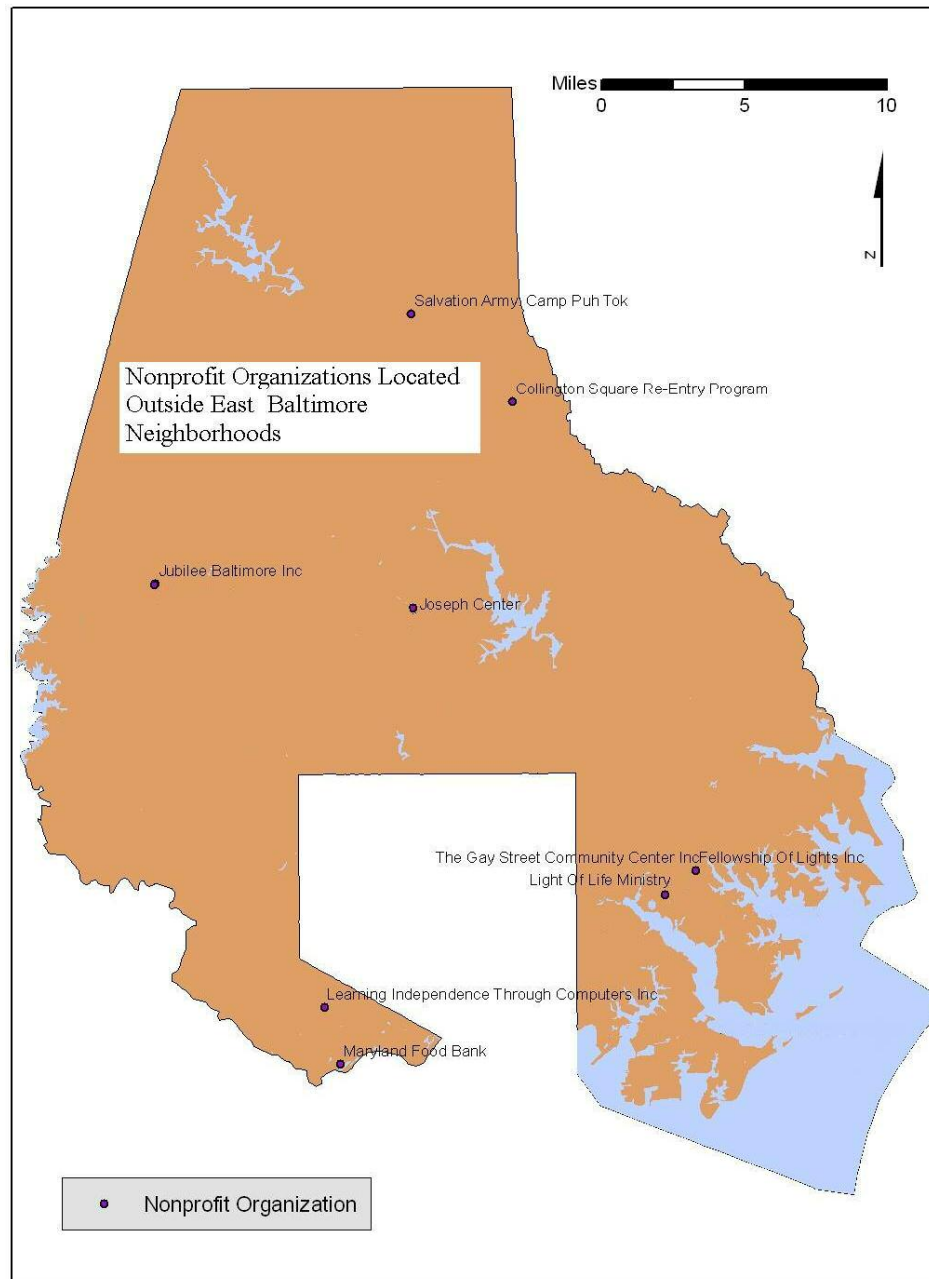 Miles
0 5 10
N
Salvation Army, Camp Puh Tok
Nonprofit Organizations Located
Outside East Baltimore
Neighborhoods
Collington Square Re-Entry Program
Jubilee Baltimore Inc
Joseph Center
The Gay Street Community Center Inc
Fellowship Of Lights Inc
Light Of Life Ministry
Learning Independence Through Computers Inc
Maryland Food Bank
Nonprofit Organization